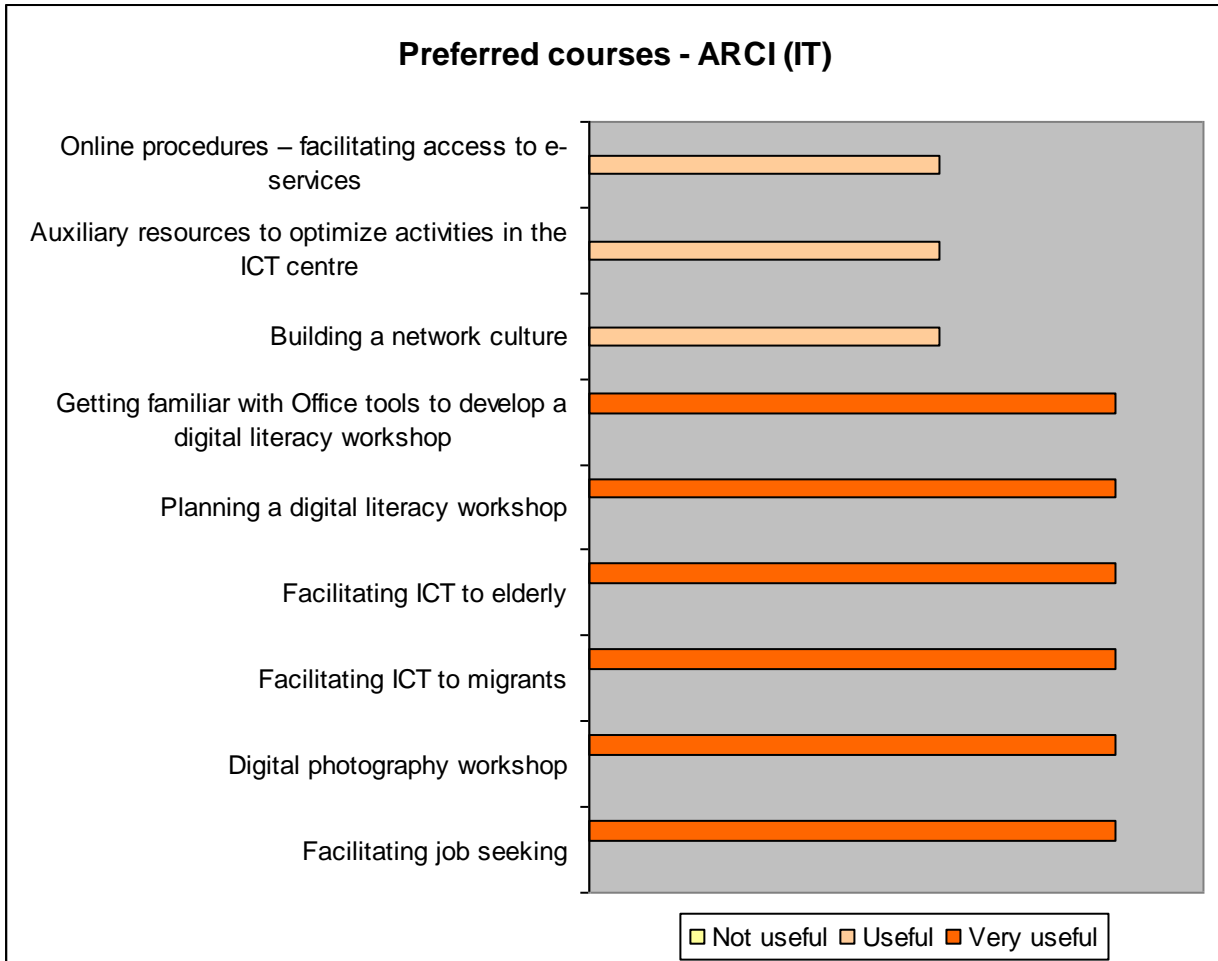 Preferred courses - ARCI (IT)
Online procedures – facilitating access to e-
services
Auxiliary resources to optimize activities in the
ICT centre
Building a network culture
Getting familiar with Office tools to develop a
digital literacy workshop
Planning a digital literacy workshop
Facilitating ICT to elderly
Facilitating ICT to migrants
Digital photography workshop
Facilitating job seeking
Not useful Useful Very useful